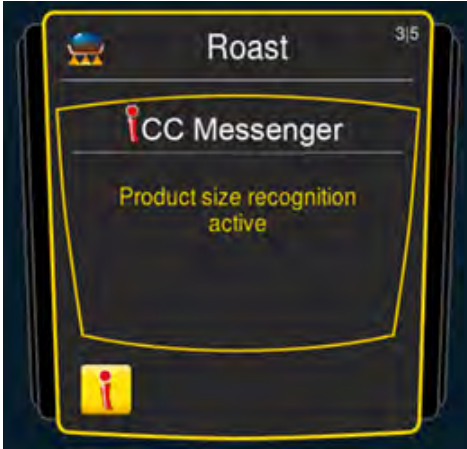 Roast
3|5
iCC Messenger
Product size recognition
active
i